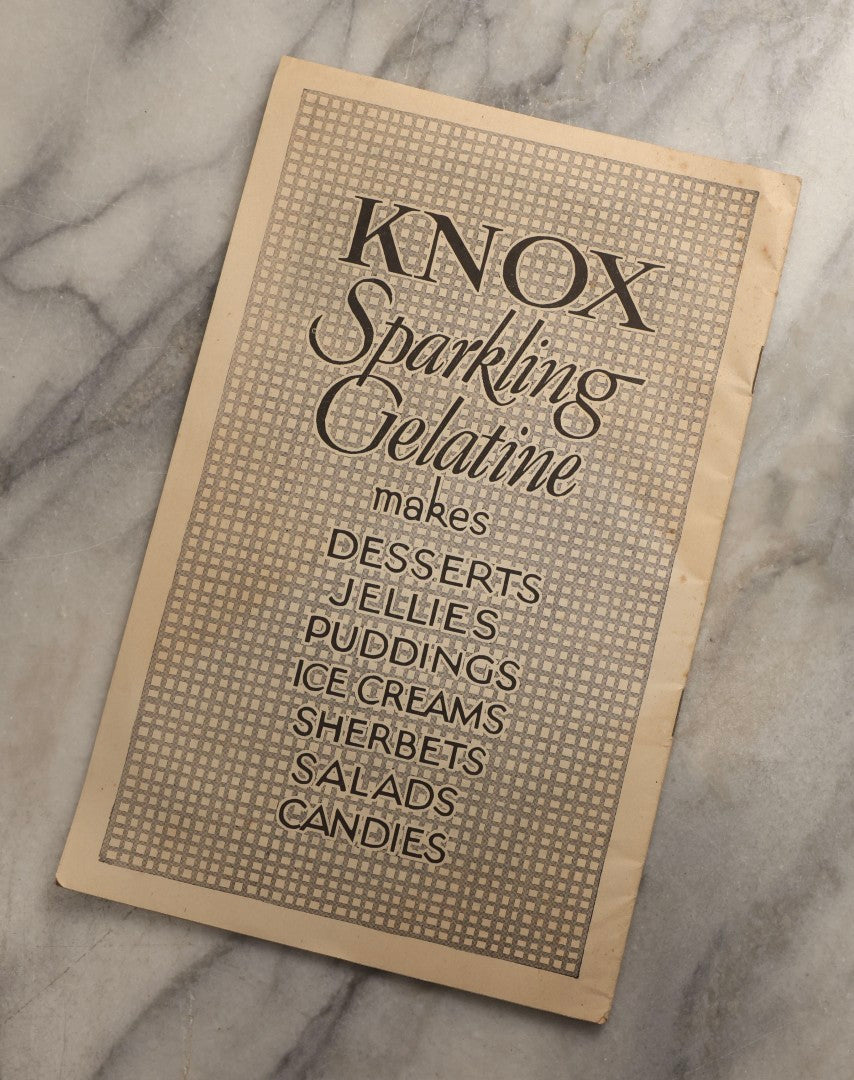 KNOX
Sparkling
Gelatine
makes
DESSERTS
JELLIES
PUDDINGS
ICE CREAMS
SHERBETS
SALADS
CANDIES